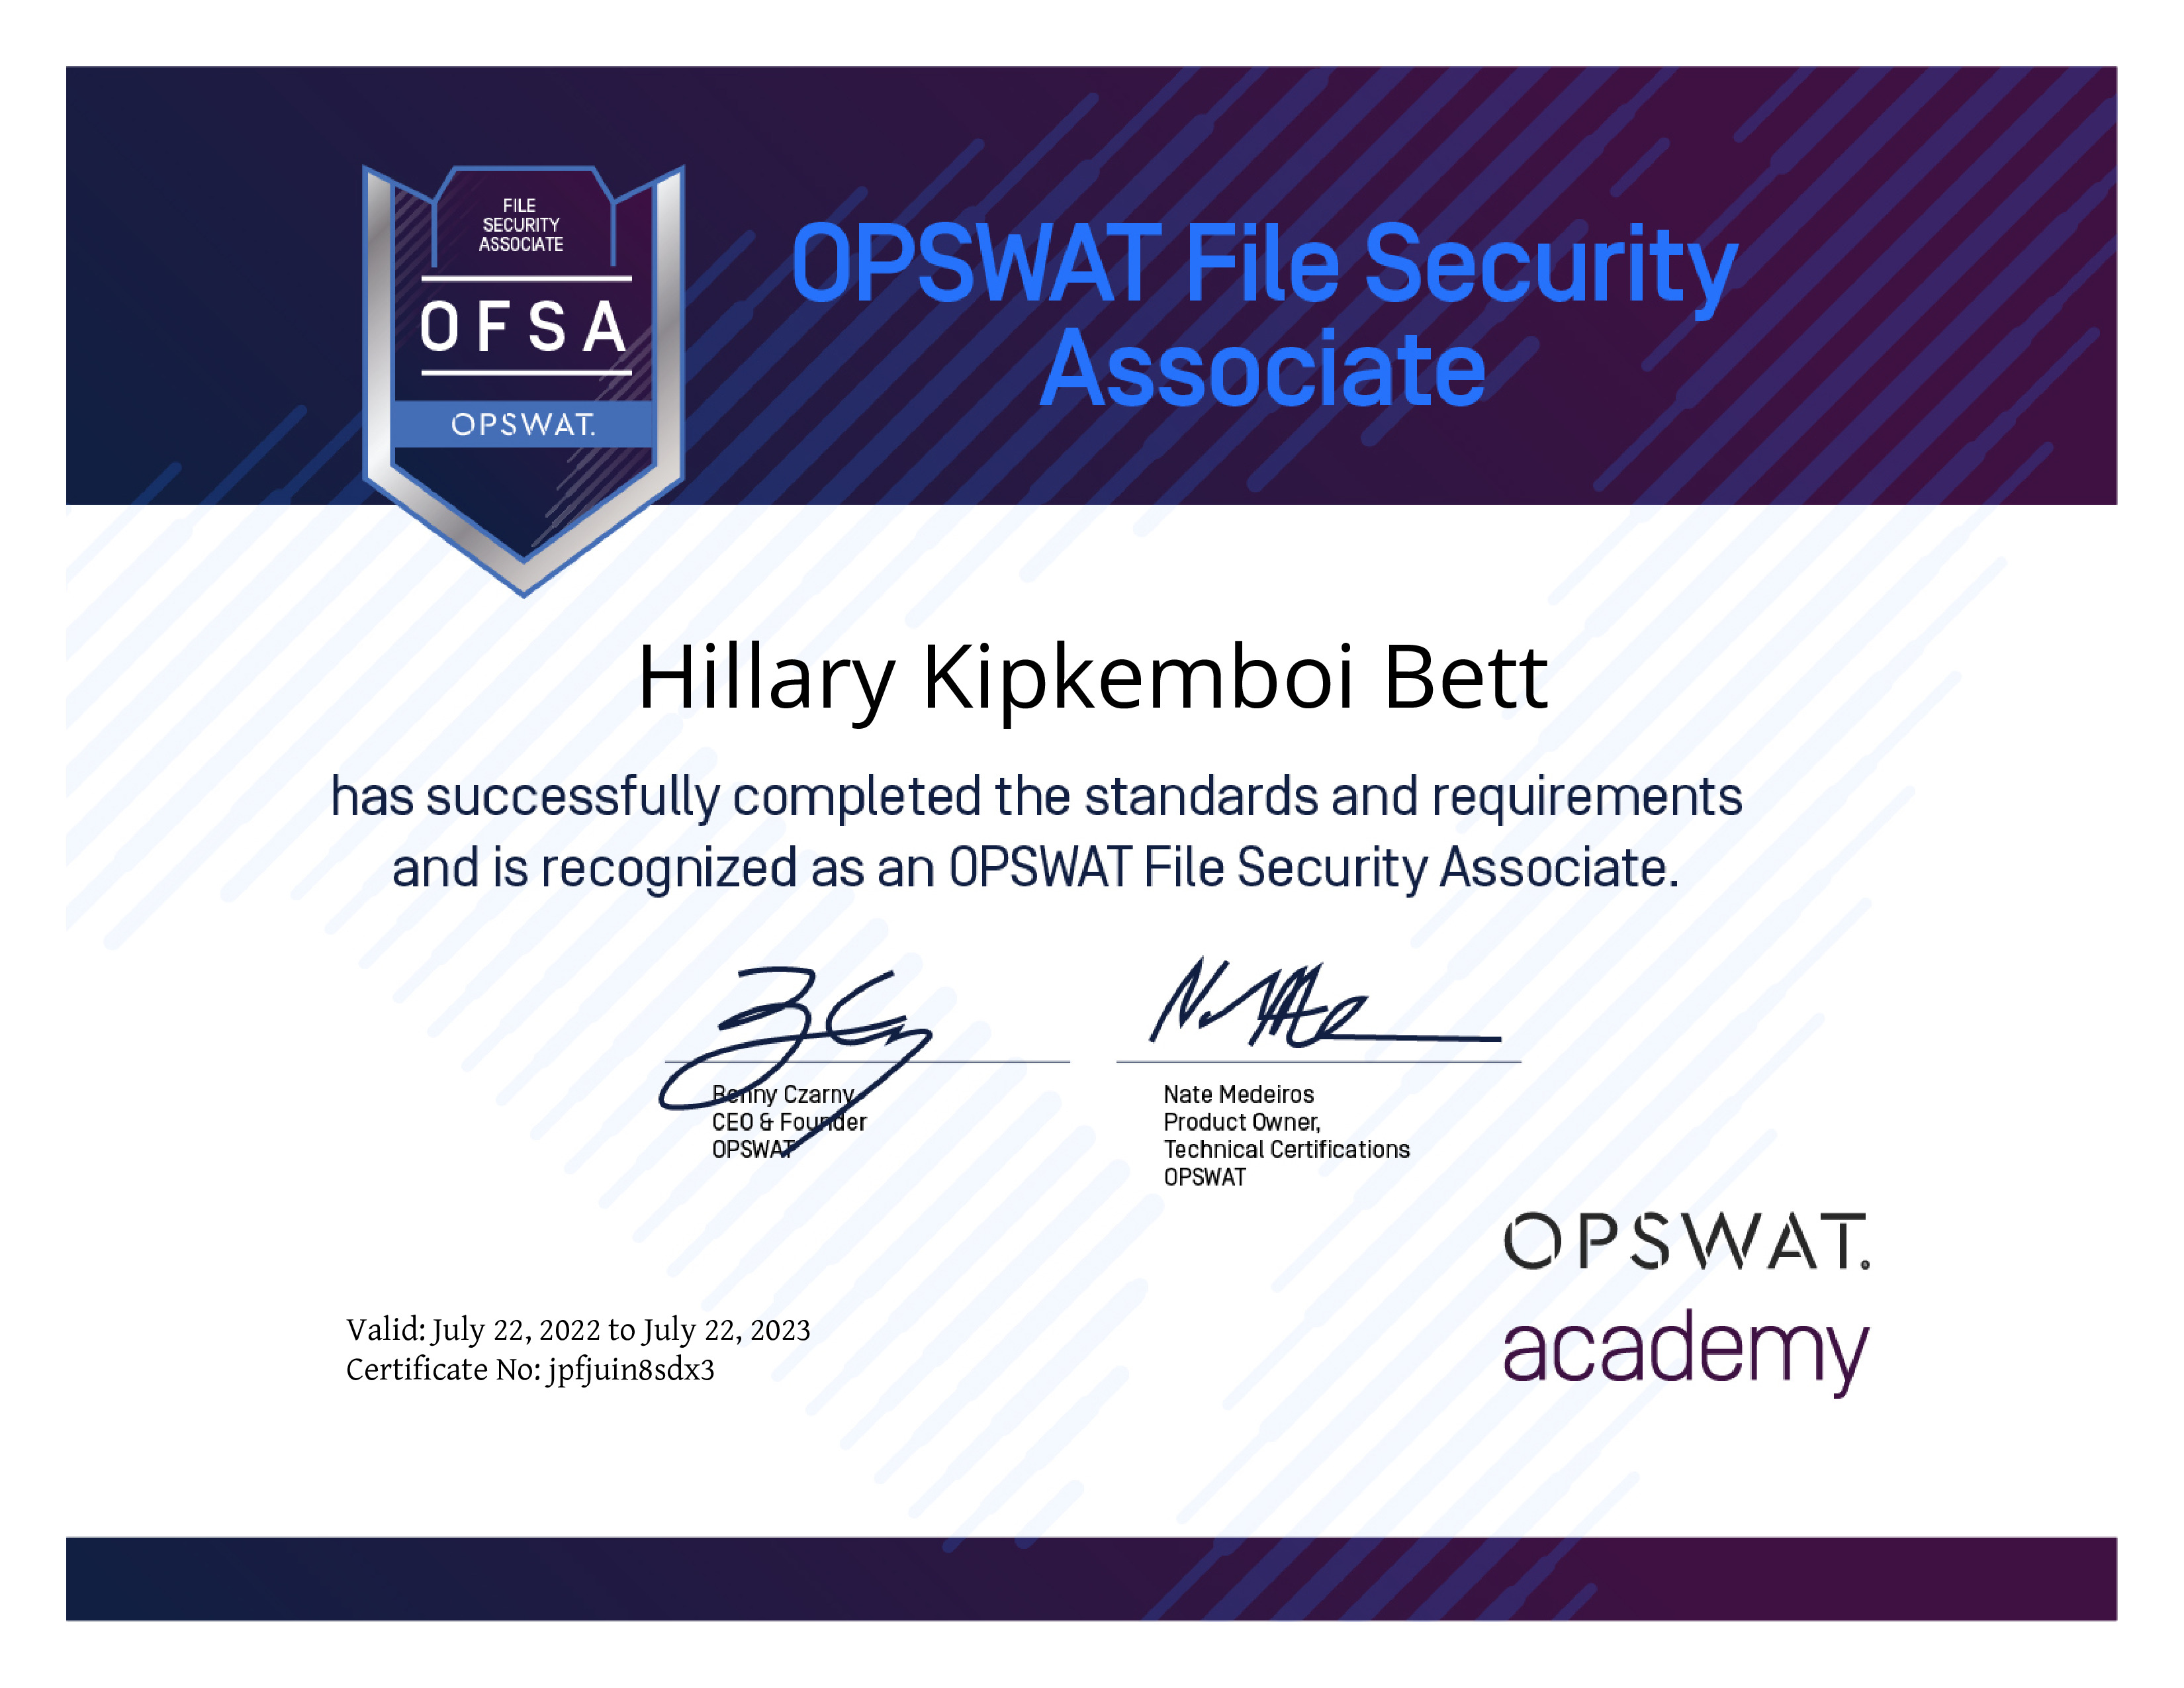 FILE
SECURITY
ASSOCIATE
OFSA
OPSWAT.
OPSWAT File Security
Associate
Hillary Kipkemboi Bett
has successfully completed the standards and requirements
and is recognized as an OPSWAT File Security Associate.
Benny Czarny
CEO & Founder
OPSWAT
Nate Medeiros
Product Owner,
Technical Certifications
OPSWAT
OPSWAT.
academy
Valid: July 22, 2022 to July 22, 2023
Certificate No: jpfjuin8sdx3